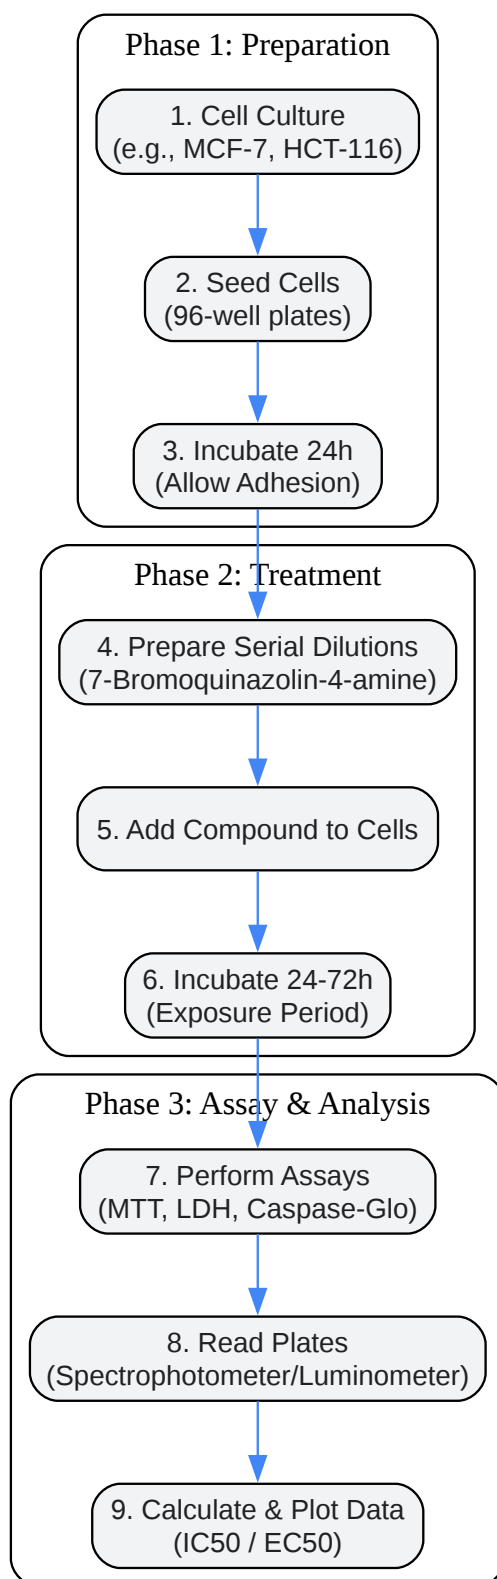 Phase 1: Preparation
1. Cell Culture
(e.g., MCF-7, HCT-116)
2. Seed Cells
(96-well plates)
3. Incubate 24h
(Allow Adhesion)
Phase 2: Treatment
4. Prepare Serial Dilutions
(7-Bromoquinazolin-4-amine)
5. Add Compound to Cells
6. Incubate 24-72h
(Exposure Period)
Phase 3: Assay & Analysis
7. Perform Assays
(MTT, LDH, Caspase-Glo)
8. Read Plates
(Spectrophotometer/Luminometer)
9. Calculate & Plot Data
(IC50 / EC50)